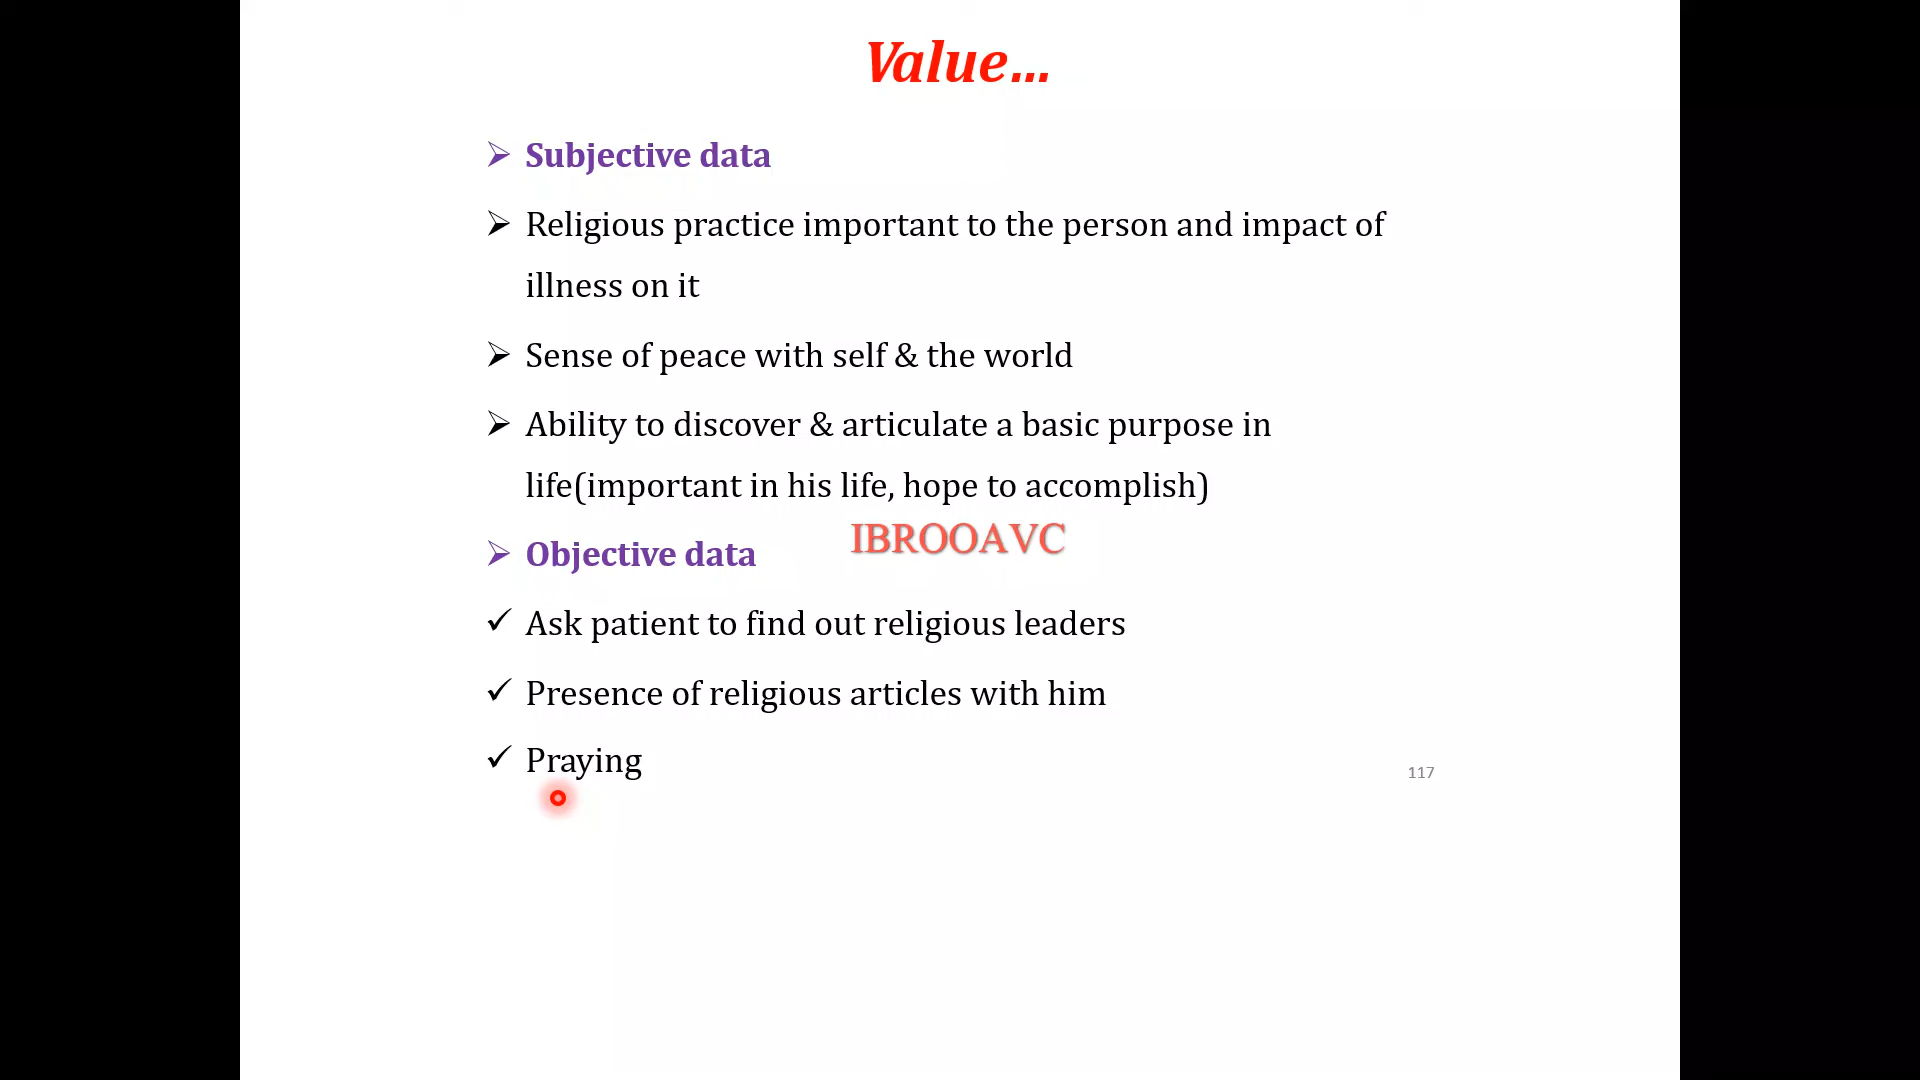 Value...
Subjective data
Religious practice important to the person and impact of
illness on it
Sense of peace with self & the world
Ability to discover & articulate a basic purpose in
life(important in his life, hope to accomplish)
IBROOAVC
Objective data
Ask patient to find out religious leaders
Presence of religious articles with him
Praying
117